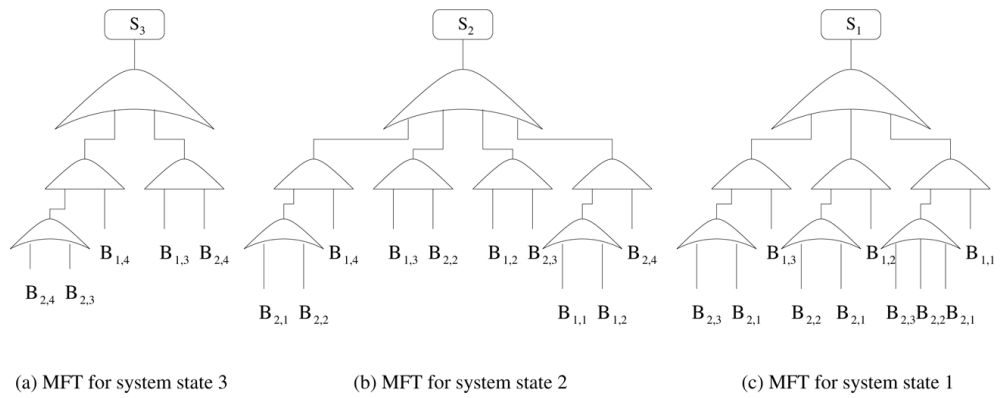 S3 S2 S1
B1,4 B1,3 B2,4 B1,4 B1,3 B2,2 B1,2 B2,3 B2,4 B1,3 B1,2 B1,1
B2,4 B2,3 B2,1 B2,2 B1,1 B1,2 B2,3 B2,1 B2,2 B2,1 B2,3 B2,2 B2,1
(a) MFT for system state 3 (b) MFT for system state 2 (c) MFT for system state 1